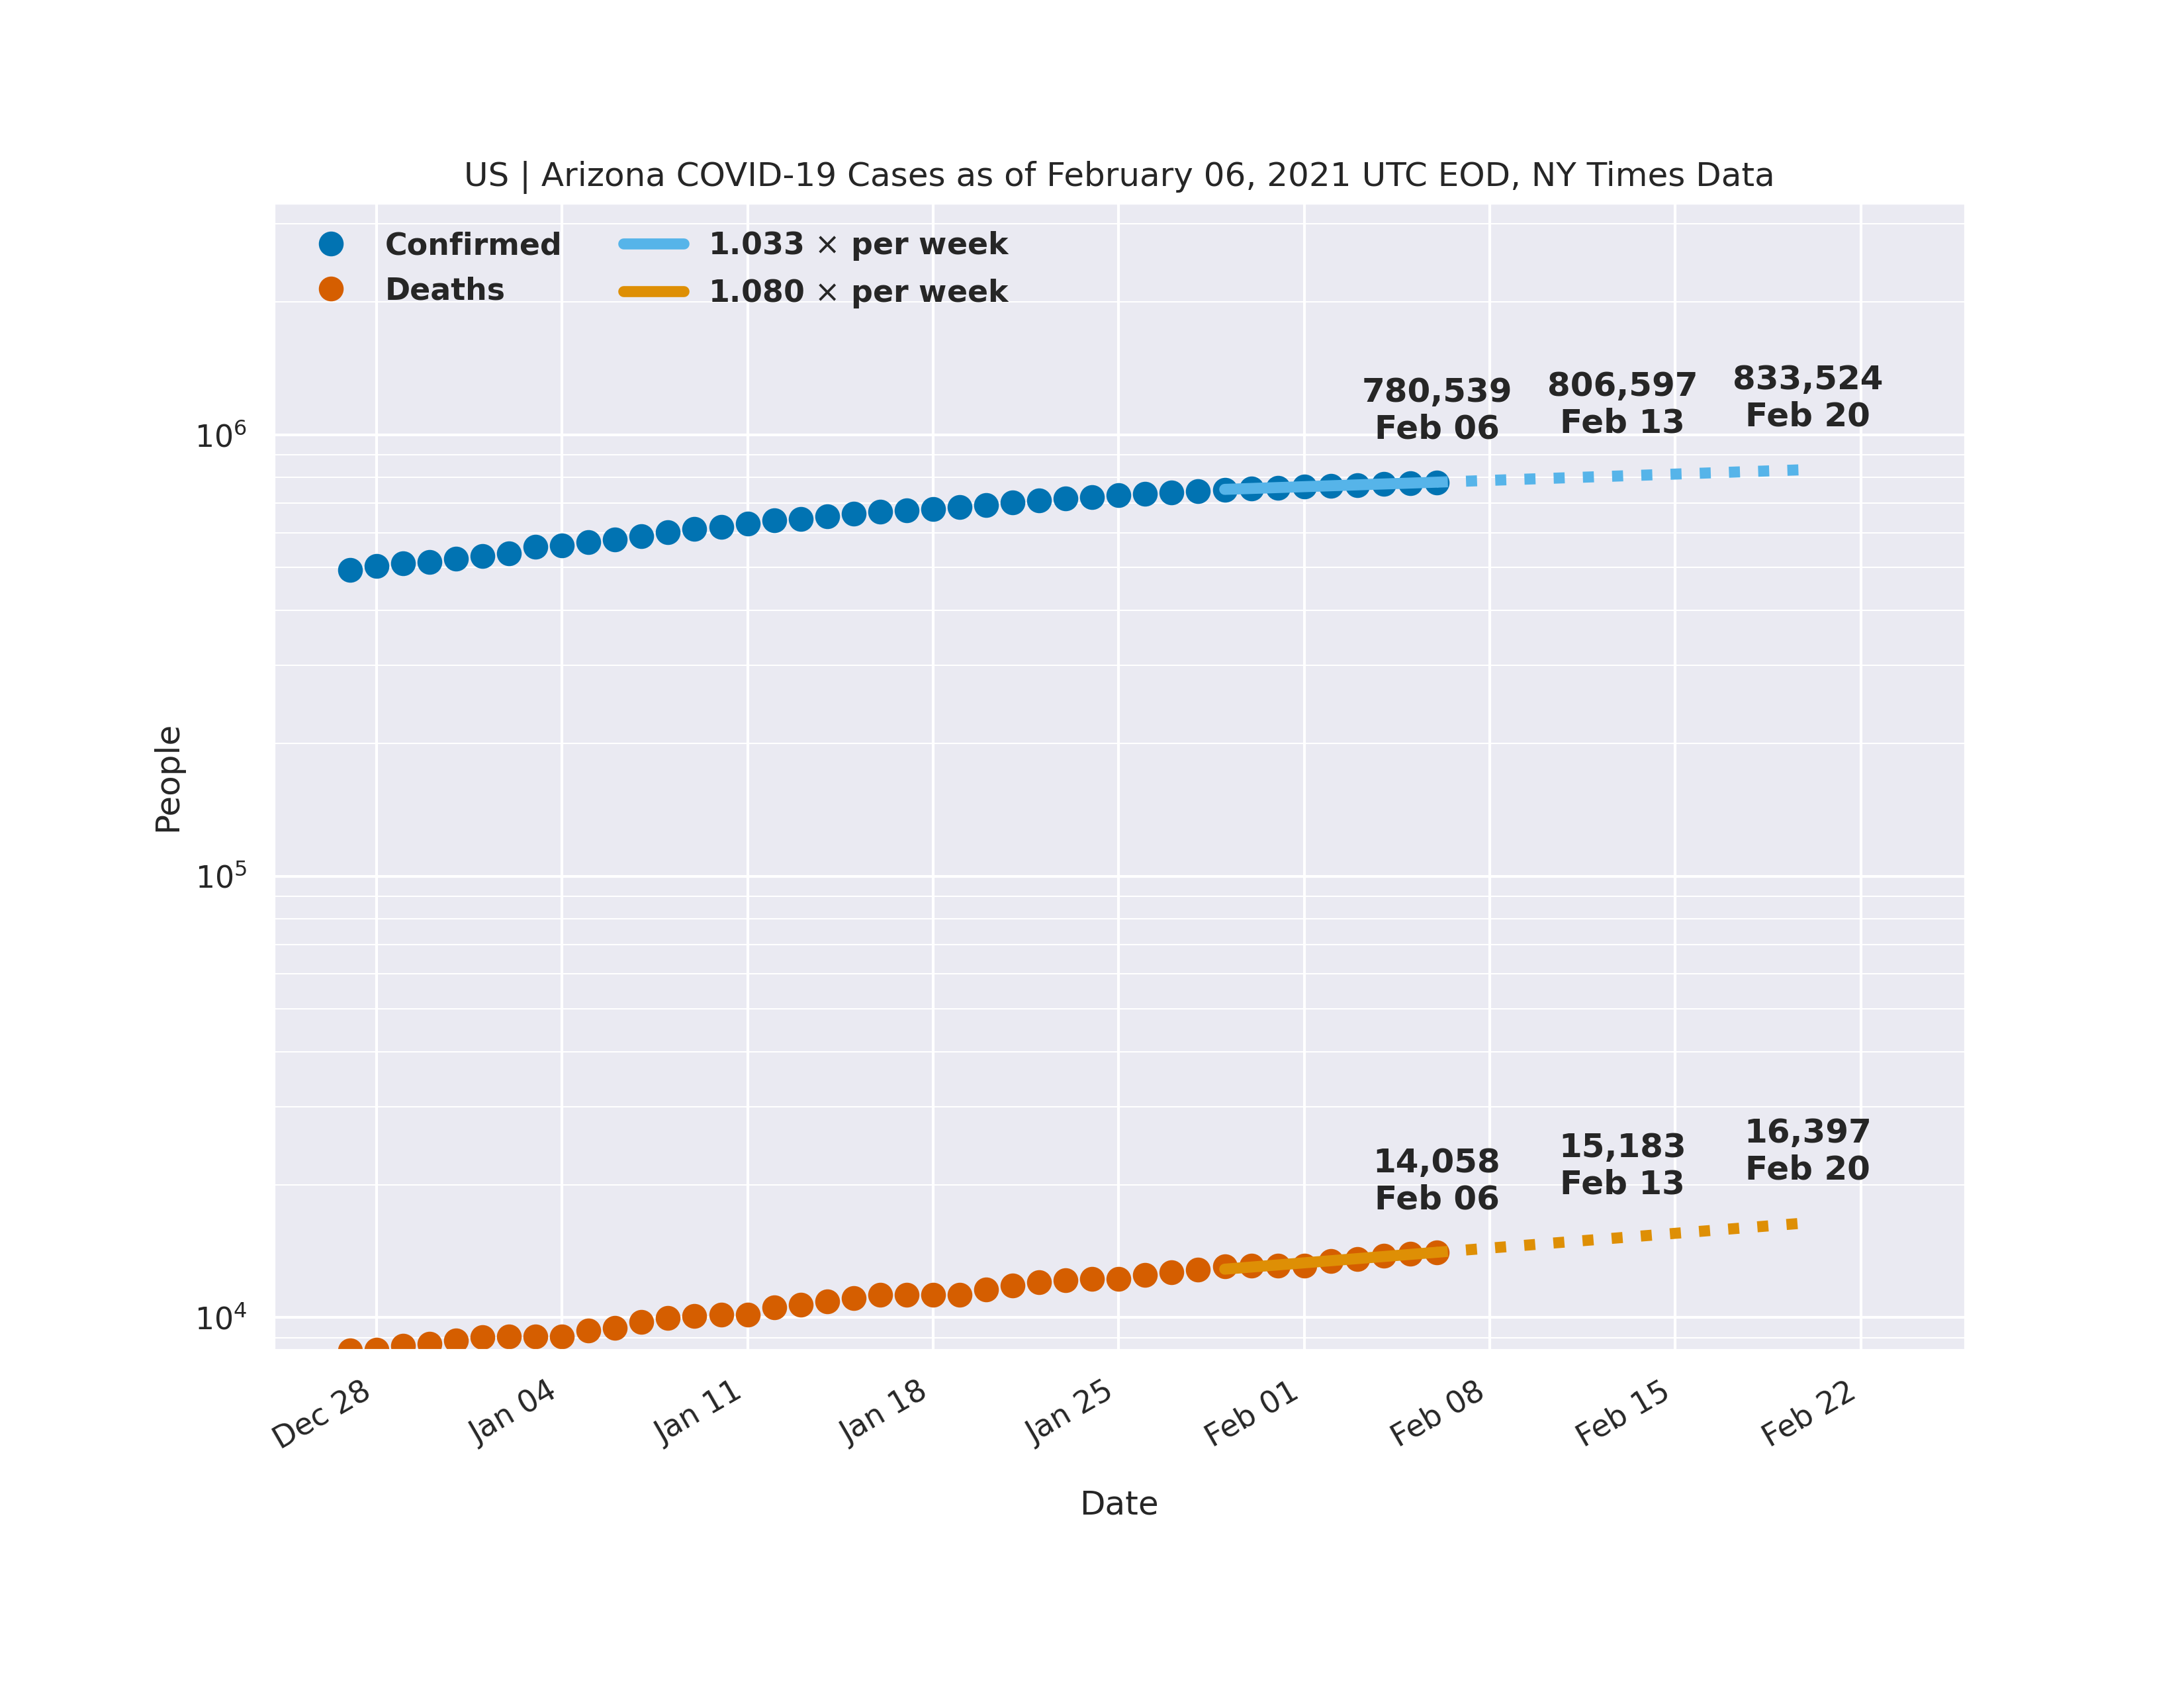 US | Arizona COVID-19 Cases as of February 06, 2021 UTC EOD, NY Times Data
Confirmed
Deaths
1.033 × per week
1.080 × per week
780,539
Feb 06
806,597
Feb 13
833,524
Feb 20
10⁶
10⁵
10⁴
People
14,058
Feb 06
15,183
Feb 13
16,397
Feb 20
Dec 28
Jan 04
Jan 11
Jan 18
Jan 25
Feb 01
Feb 08
Feb 15
Feb 22
Date